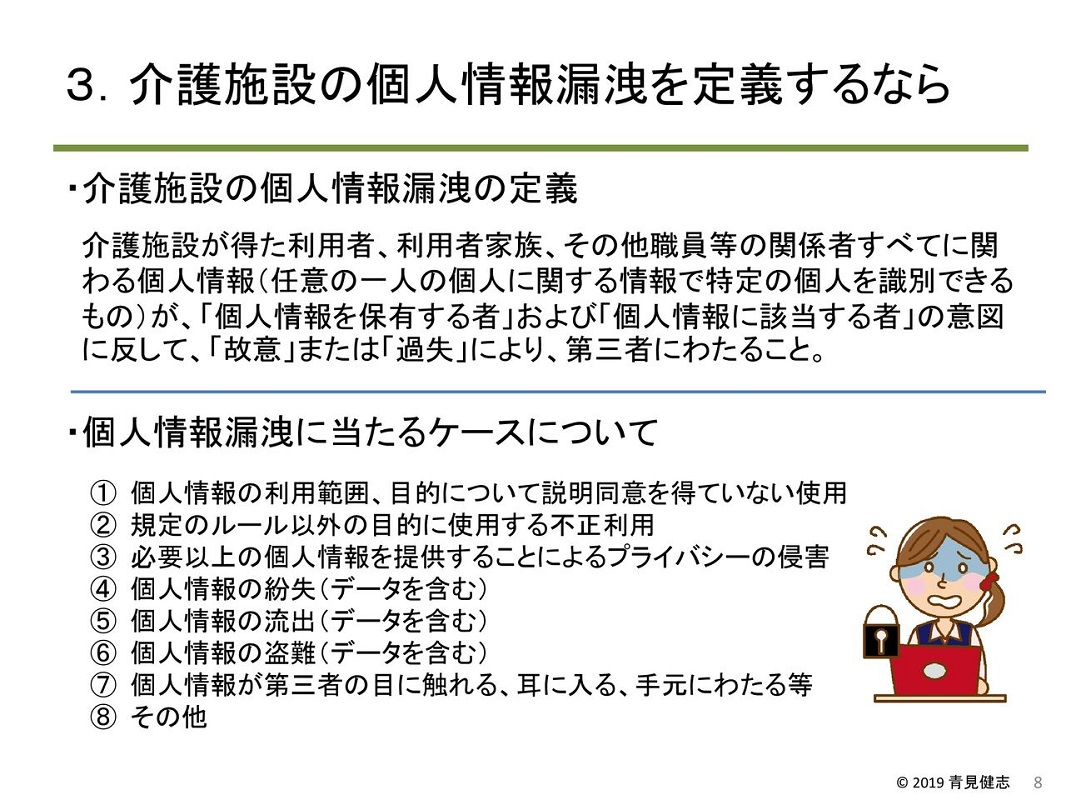 ３．介護施設の個人情報漏洩を定義するなら
・介護施設の個人情報漏洩の定義
介護施設が得た利用者、利用者家族、その他職員等の関係者すべてに関
わる個人情報（任意の一人の個人に関する情報で特定の個人を識別できる
もの）が、「個人情報を保有する者」および「個人情報に該当する者」の意図
に反して、「故意」または「過失」により、第三者にわたること。
・個人情報漏洩に当たるケースについて
① 個人情報の利用範囲、目的について説明同意を得ていない使用
② 規定のルール以外の目的に使用する不正利用
③ 必要以上の個人情報を提供することによるプライバシーの侵害
④ 個人情報の紛失（データを含む）
⑤ 個人情報の流出（データを含む）
⑥ 個人情報の盗難（データを含む）
⑦ 個人情報が第三者の目に触れる、耳に入る、手元にわたる等
⑧ その他
© 2019 青見健志 8